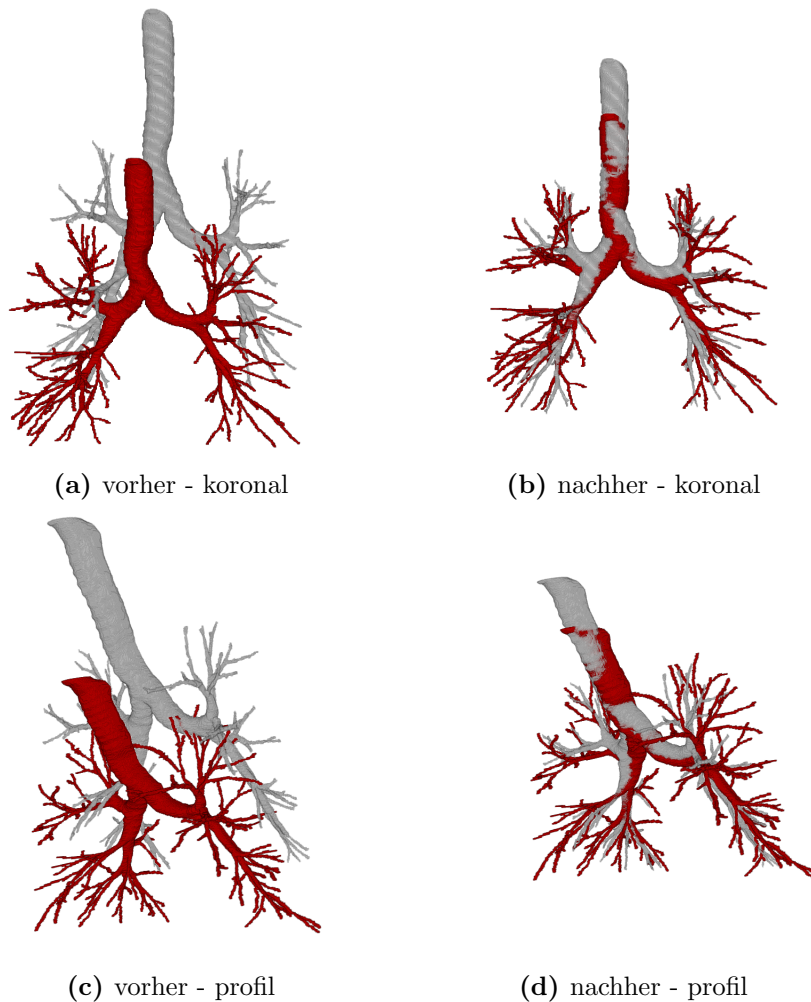 (a) vorher - koronal
(b) nachher - koronal
(c) vorher - profil
(d) nachher - profil